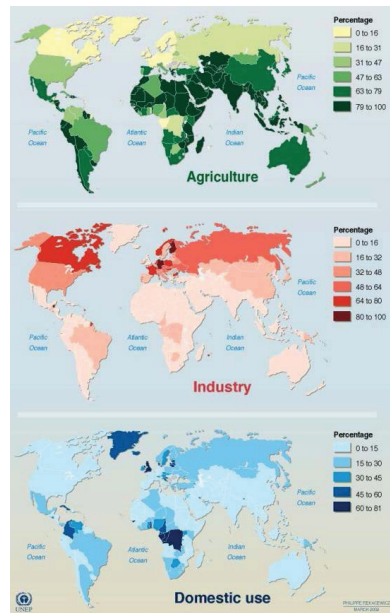 Percentage
0 to 16
16 to 31
31 to 47
47 to 63
63 to 79
79 to 100
Pacific
Ocean
Pacific
Ocean
Atlantic
Ocean
Indian
Ocean
Agriculture
Percentage
0 to 16
16 to 32
32 to 48
48 to 64
64 to 80
80 to 100
Pacific
Ocean
Pacific
Ocean
Atlantic
Ocean
Indian
Ocean
Industry
Percentage
0 to 15
15 to 30
30 to 45
45 to 60
60 to 81
Pacific
Ocean
Pacific
Ocean
Atlantic
Ocean
Indian
Ocean
Domestic use
UNEP
PHILIPPE REKACEWICZ